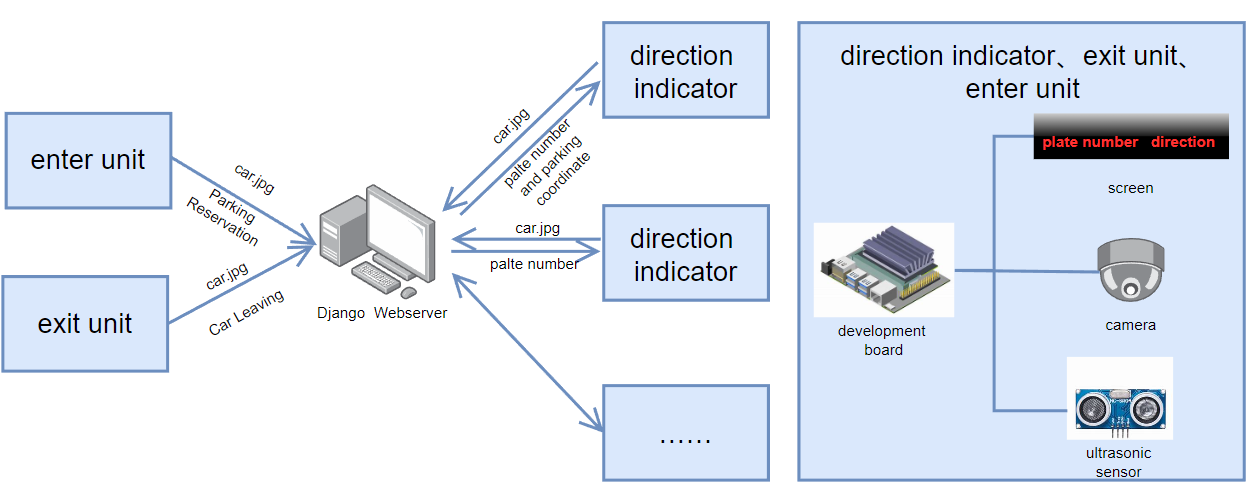 enter unit
car.jpg
Parking
Reservation
exit unit
car.jpg
Car Leaving
Django Webserver
car.jpg
palte number
and parking
coordinate
direction
indicator
car.jpg
palte number
direction
indicator
……
direction indicator、exit unit、
enter unit
plate number direction
screen
development
board
camera
ultrasonic
sensor